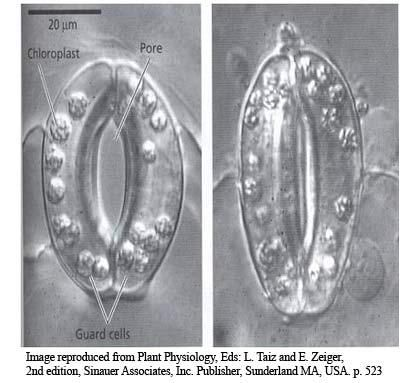 20 µm
Chloroplast
Pore
Guard cells
Image reproduced from Plant Physiology, Eds: L. Taiz and E. Zeiger,
2nd edition, Sinauer Associates, Inc. Publisher, Sunderland MA, USA. p. 523